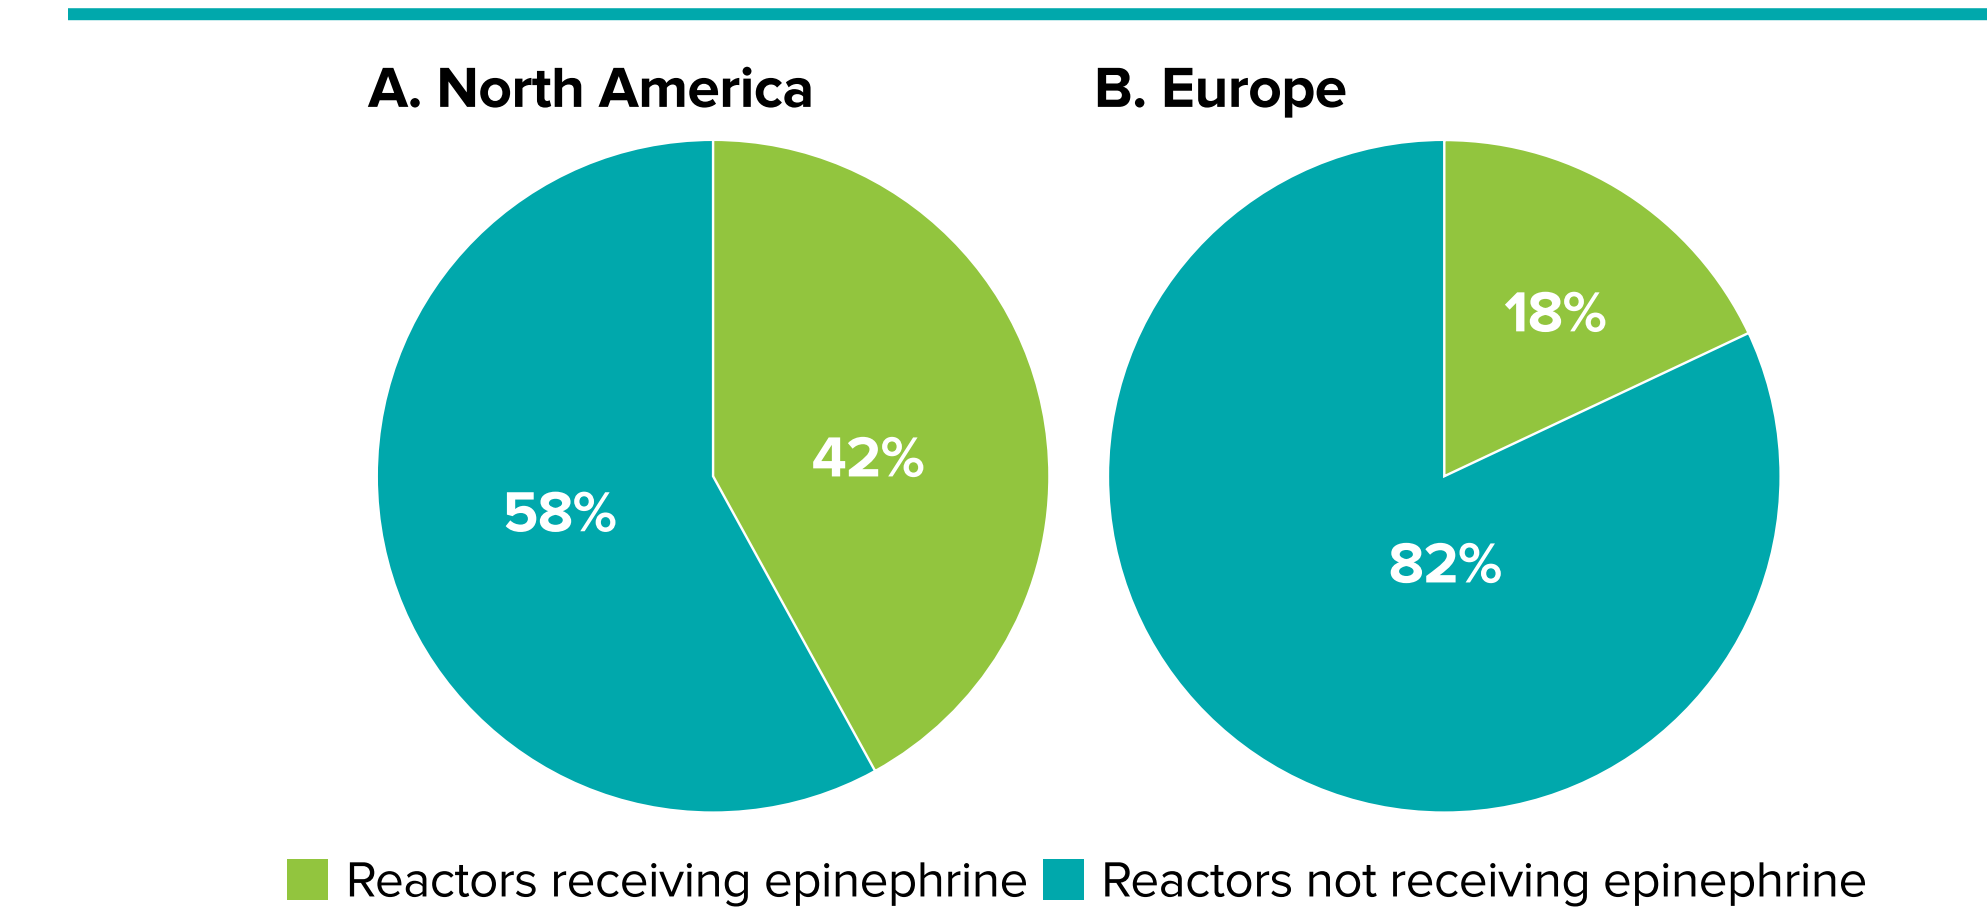 A. North America
B. Europe
42%
58%
18%
82%
Reactors receiving epinephrine
Reactors not receiving epinephrine